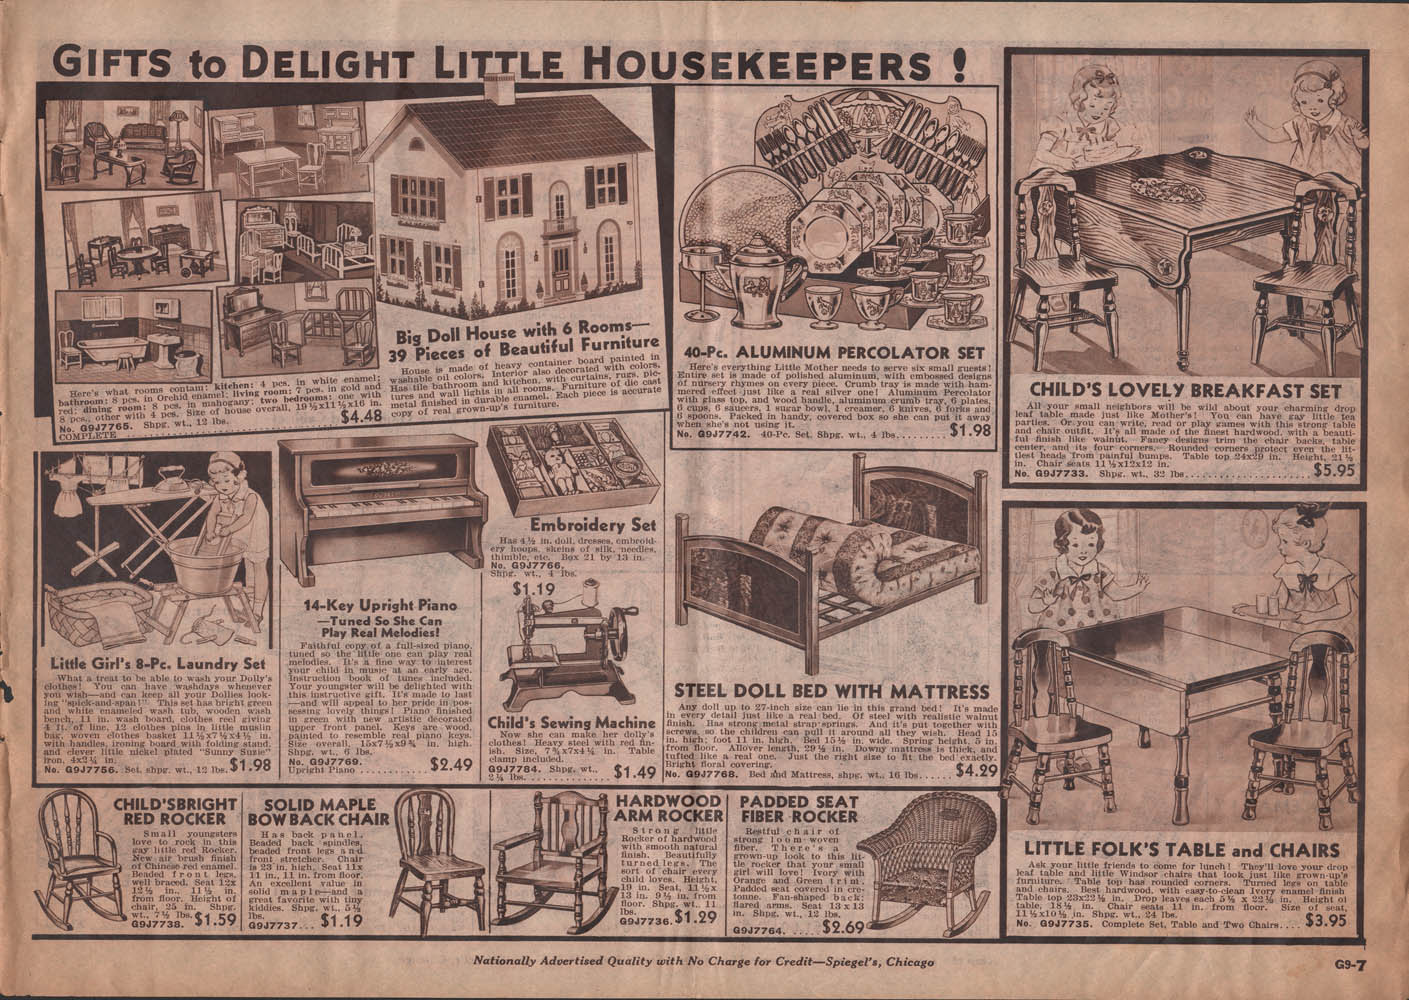 GIFTS to DELIGHT LITTLE HOUSEKEEPERS !
Big Doll House with 6 Rooms—
39 Pieces of Beautiful Furniture
House is made of heavy container board painted in
washable oil colors. Interior also decorated with colors.
Has tile bathroom and kitchen, with curtains, rugs, pic-
tures and wall lights in all rooms. Furniture of die cast
metal finished in durable enamel. Each piece is accurate
copy of real grown-up's furniture.
Here's what rooms contain: kitchen: 4 pcs. in white enamel;
bathroom: 8 pcs. in Orchid enamel; living room: 7 pcs. in gold and
red; dining room: 8 pcs. in mahogany; two bedrooms: one with
8 pcs., other with 4 pcs. Size of house overall, 19½x11½x16 in.
No. G9J7765. Shpg. wt., 12 lbs.
COMPLETE $4.48
40-Pc. ALUMINUM PERCOLATOR SET
Here's everything Little Mother needs to serve six small guests!
Entire set is made of polished aluminum, with embossed designs
of nursery rhymes on every piece. Crumb tray is made with ham-
mered effect just like a real silver one! Aluminum Percolator
with glass top, and wood handle, aluminum crumb tray, 6 plates,
6 cups, 6 saucers, 1 sugar bowl, 1 creamer, 6 knives, 6 forks and
6 spoons. Packed in handy, covered box so she can put it away
when she's not using it.
No. G9J7742. 40-Pc. Set. Shpg. wt., 4 lbs. $1.98
CHILD'S LOVELY BREAKFAST SET
All your small neighbors will be wild about your charming drop
leaf table made just like Mother's! You can have gay little tea
parties. Or you can write, read or play games with this strong table
and chair outfit. It's all made of the finest hardwood, with a beauti-
ful finish like walnut. Fancy designs trim the chair backs, table
center, and its four corners. Rounded corners protect even the lit-
tlest heads from painful bumps. Table top 24x29 in. Height, 21½
in. Chair seats 11½x12x12 in.
No. G9J7733. Shpg. wt., 32 lbs. $5.95
Little Girl's 8-Pc. Laundry Set
What a treat to be able to wash your Dolly's
clothes! You can have washdays whenever
you wish—and can keep all your Dollies look-
ing "spick-and-span!" This set has bright green
and white enameled wash tub, wooden wash
bench, 11 in. wash board, clothes reel giving
4 ft. of line, 12 clothes pins in little muslin
bag, woven clothes basket 11½x7½x4½ in.
with handles, ironing board with folding stand,
and clever little nickel plated "Sunny Suzie"
iron, 4x2¼ in.
No. G9J7756. Set, shpg. wt., 12 lbs. $1.98
14-Key Upright Piano
—Tuned So She Can
Play Real Melodies!
Faithful copy of a full-sized piano,
tuned so the little one can play real
melodies. It's a fine way to interest
your child in music at an early age.
Instruction book of tunes included.
Your youngster will be delighted with
this instructive gift. It's made to last
—and will appeal to her pride in pos-
sessing lovely things! Piano finished
in green with new artistic decorated
upper front panel. Keys are wood,
painted to resemble real piano keys.
Size overall, 15x7½x9¾ in. high.
Shpg. wt., 6 lbs.
No. G9J7769.
Upright Piano $2.49
Embroidery Set
Has 4½ in. doll, dresses, embroid-
ery hoops, skeins of silk, needles,
thimble, etc. Box 21 by 13 in.
No. G9J7766.
Shpg. wt., 4 lbs.
$1.19
Child's Sewing Machine
Now she can make her dolly's
clothes! Heavy steel with red fin-
ish. Size, 7⅜x7x4¼ in. Table
clamp included.
G9J7784. Shpg. wt.,
2¼ lbs. $1.49
STEEL DOLL BED WITH MATTRESS
Any doll up to 27-inch size can lie in this grand bed! It's made
in every detail just like a real bed. Of steel with realistic walnut
finish. Has strong metal strap springs. And it's put together with
screws, so the children can pull it around all they wish. Head 15
in. high; foot 11 in. high. Bed 15½ in. wide. Spring height, 5 in.
from floor. Allover length, 29½ in. Downy mattress is thick, and
tufted like a real one. Just the right size to fit the bed exactly.
Bright floral covering.
No. G9J7768. Bed and Mattress, shpg. wt., 16 lbs. $4.29
CHILD'S BRIGHT
RED ROCKER
Small youngsters
love to rock in this
gay little red Rocker.
New air brush finish
of Chinese red enamel.
Beaded front legs,
well braced. Seat 12x
12½ in., 11½ in.
from floor. Height of
chair, 25 in. Shpg.
wt., 7½ lbs.
G9J7738. $1.59
SOLID MAPLE
BOW BACK CHAIR
Has back panel.
Beaded back spindles,
beaded front legs and
front stretcher. Chair
is 23 in. high. Seat 11x
11 in., 11 in. from floor.
An excellent value in
solid maple—and a
great favorite with tiny
kiddies. Shpg. wt., 5½
lbs.
G9J7737... $1.19
HARDWOOD
ARM ROCKER
Strong little
Rocker of hardwood
with smooth natural
finish. Beautifully
turned legs. The
sort of chair every
child loves. Height,
19 in. Seat, 11½x
13 in. 9½ in. from
floor. Shpg. wt., 11
lbs.
G9J7736. $1.29
PADDED SEAT
FIBER ROCKER
Restful chair of
strong loom-woven
fiber. There's a
grown-up look to this lit-
tle rocker that your small
girl will love! Ivory with
Orange and Green trim.
Padded seat covered in cre-
tonne. Fan-shaped back;
flared arms. Seat 13x13
in. Shpg. wt., 12 lbs.
G9J7764. $2.69
LITTLE FOLK'S TABLE and CHAIRS
Ask your little friends to come for lunch! They'll love your drop
leaf table and little Windsor chairs that look just like grown-up's
furniture. Table top has rounded corners. Turned legs on table
and chairs. Best hardwood, with easy-to-clean Ivory enamel finish
Table top 23x22½ in. Drop leaves each 5½ x 22½ in. Height of
table, 18½ in. Chair seats 11 in. from floor. Size of seat,
11½x10½ in. Shpg. wt., 24 lbs.
No. G9J7735. Complete Set, Table and Two Chairs.... $3.95
Nationally Advertised Quality with No Charge for Credit—Spiegel's, Chicago
G9-7